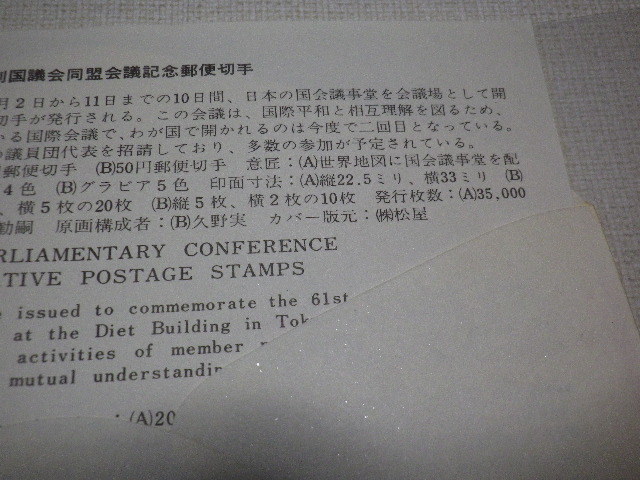 列国議会同盟会議記念郵便切手
月2日から11日までの10日間、日本の国会議事堂を会議場として開
切手が発行される。この会議は、国際平和と相互理解を図るため、
いる国際会議で、わが国で開かれるのは今度で二回目となっている。
議員団代表を招請しており、多数の参加が予定されている。
郵便切手 (B)50円郵便切手 意匠：(A)世界地図に国会議事堂を配
4色 (B)グラビア5色 印面寸法：(A)縦22.5ミリ、横33ミリ (B)
、横5枚の20枚 (B)縦5枚、横2枚の10枚 発行枚数：(A)35,000
勳嗣 原画構成者：(B)久野実 カバー版元：㈱松屋
RLIAMENTARY CONFERENCE
TIVE POSTAGE STAMPS
e issued to commemorate the 61st
at the Diet Building in Tok
activities of member
mutual understandin
: (A)20